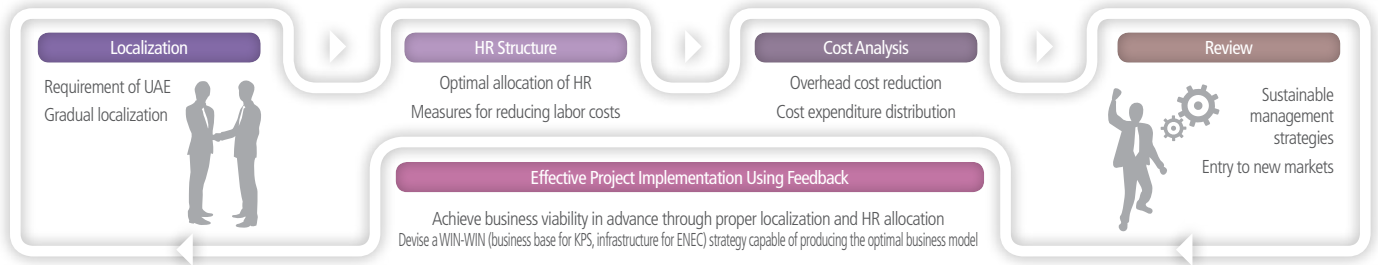 Localization
Requirement of UAE
Gradual localization
HR Structure
Optimal allocation of HR
Measures for reducing labor costs
Cost Analysis
Overhead cost reduction
Cost expenditure distribution
Review
Sustainable
management
strategies
Entry to new markets
Effective Project Implementation Using Feedback
Achieve business viability in advance through proper localization and HR allocation
Devise a WIN-WIN (business base for KPS, infrastructure for ENEC) strategy capable of producing the optimal business model